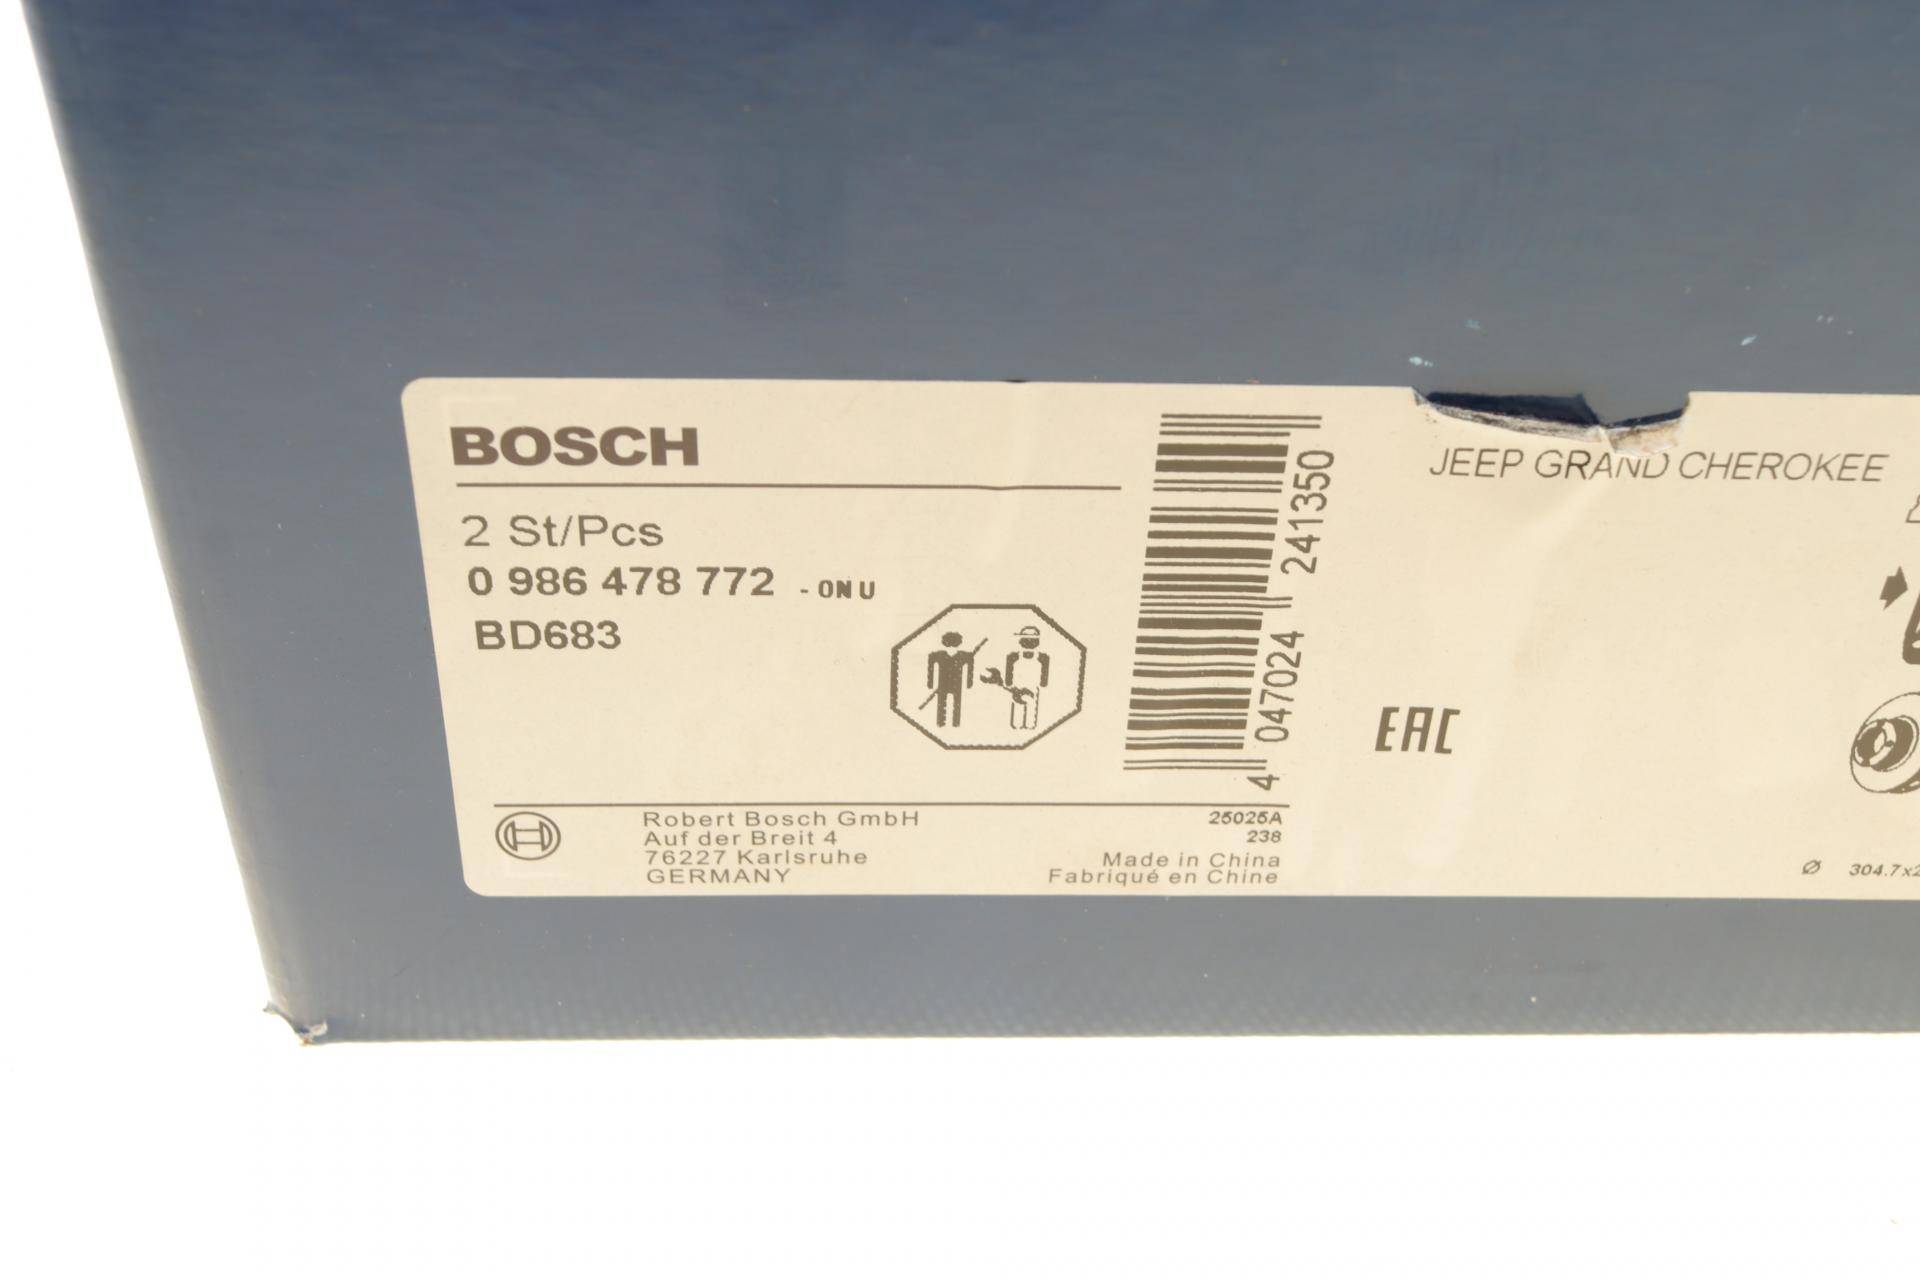 BOSCH
2 St/Pcs
0 986 478 772 - 0N U
BD683
4 047024 241350
JEEP GRAND CHEROKEE
EAC
Robert Bosch GmbH
Auf der Breit 4
76227 Karlsruhe
GERMANY
25025A
238
Made in China
Fabriqué en Chine
Ø 304.7x2